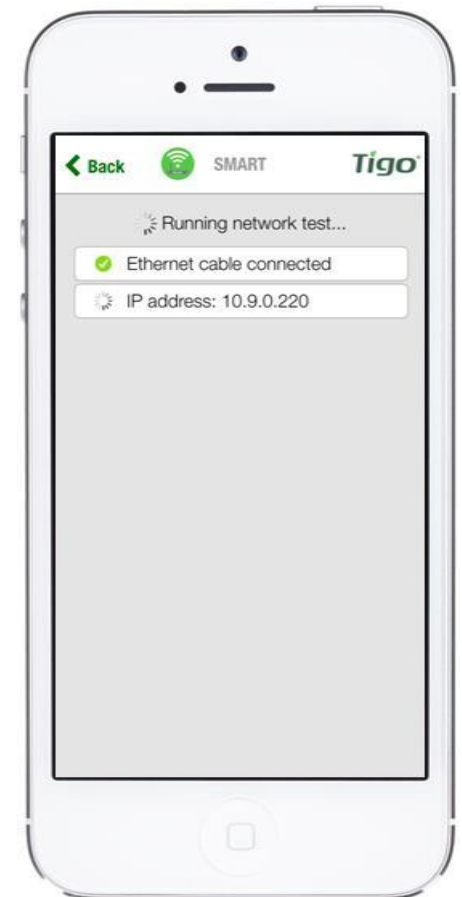 Back SMART Tigo
Running network test...
Ethernet cable connected
IP address: 10.9.0.220